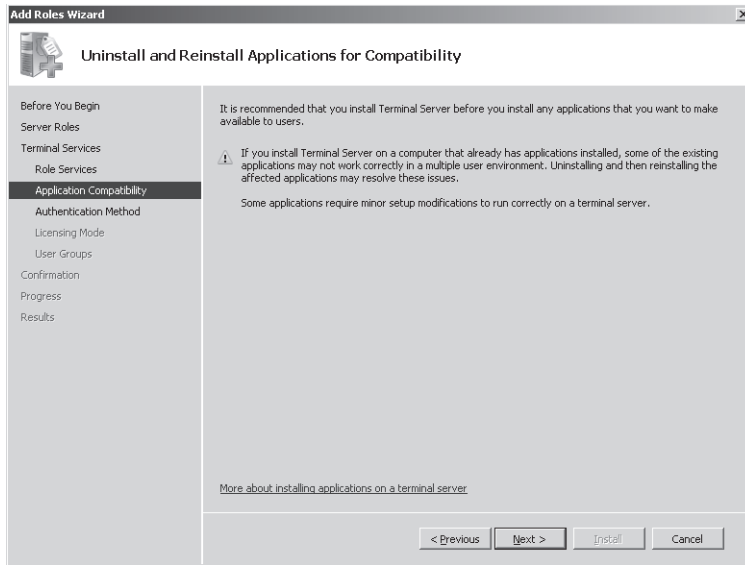 Add Roles Wizard
Uninstall and Reinstall Applications for Compatibility
Before You Begin
Server Roles
Terminal Services
Role Services
Application Compatibility
Authentication Method
Licensing Mode
User Groups
Confirmation
Progress
Results
It is recommended that you install Terminal Server before you install any applications that you want to make
available to users.
If you install Terminal Server on a computer that already has applications installed, some of the existing
applications may not work correctly in a multiple user environment. Uninstalling and then reinstalling the
affected applications may resolve these issues.
Some applications require minor setup modifications to run correctly on a terminal server.
More about installing applications on a terminal server
< Previous
Next >
Install
Cancel